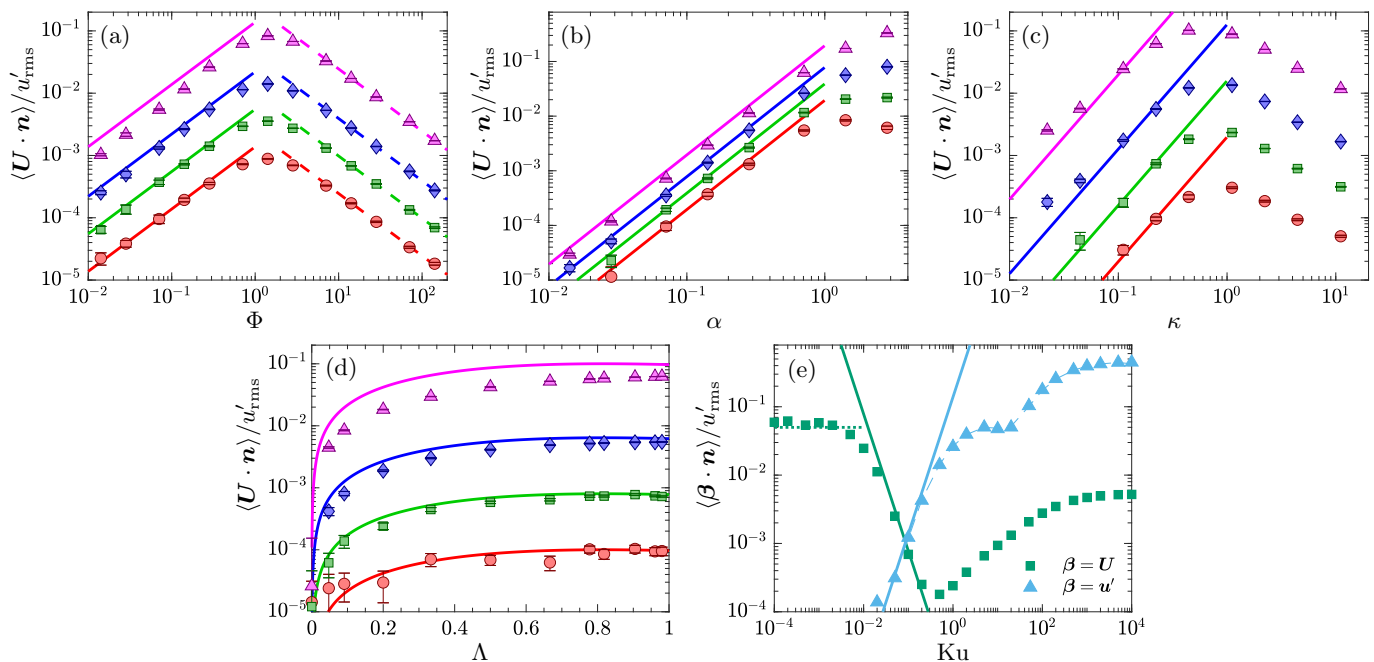 (a)
⟨U · n⟩/u′rms
10⁻¹
10⁻²
10⁻³
10⁻⁴
10⁻⁵
10⁻² 10⁻¹ 10⁰ 10¹ 10²
Φ
(b)
⟨U · n⟩/u′rms
10⁻¹
10⁻²
10⁻³
10⁻⁴
10⁻⁵
10⁻² 10⁻¹ 10⁰
α
(c)
⟨U · n⟩/u′rms
10⁻¹
10⁻²
10⁻³
10⁻⁴
10⁻⁵
10⁻² 10⁻¹ 10⁰ 10¹
κ
(d)
⟨U · n⟩/u′rms
10⁻¹
10⁻²
10⁻³
10⁻⁴
10⁻⁵
0 0.2 0.4 0.6 0.8 1
Λ
(e)
⟨β · n⟩/u′rms
10⁻¹
10⁻²
10⁻³
10⁻⁴
10⁻⁴ 10⁻² 10⁰ 10² 10⁴
Ku
β = U
β = u′